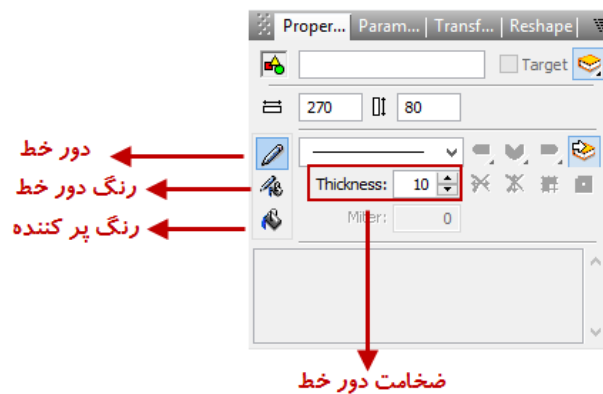 Proper... Param... Transf... Reshape
Target
270 80
دور خط
رنگ دور خط
Thickness: 10
رنگ پر کننده
Miter: 0
ضخامت دور خط